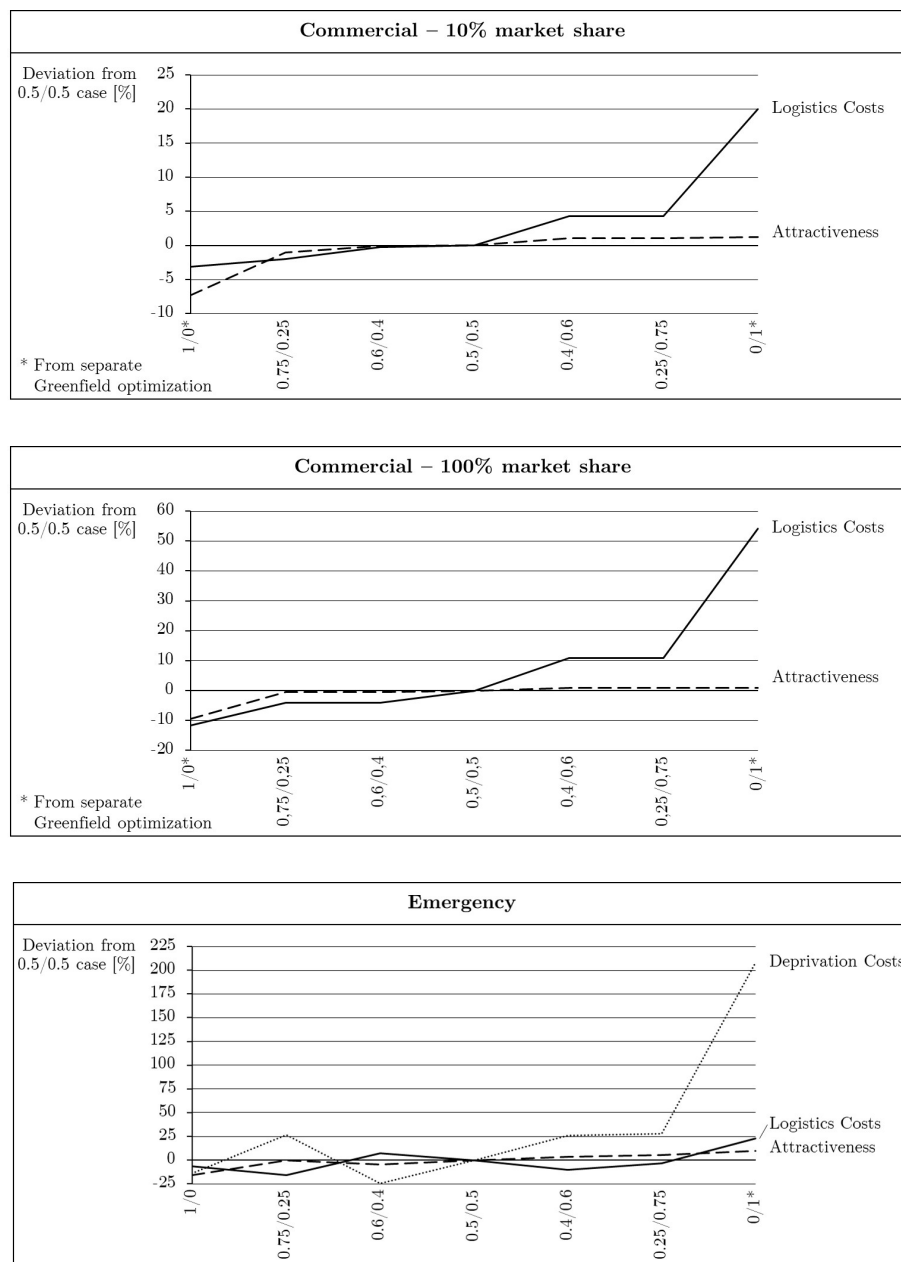 Commercial – 10% market share
Deviation from
0.5/0.5 case [%]
25
20
15
10
5
0
-5
-10
Logistics Costs
Attractiveness
1/0*
0.75/0.25
0.6/0.4
0.5/0.5
0.4/0.6
0.25/0.75
0/1*
* From separate
Greenfield optimization
Commercial – 100% market share
Deviation from
0.5/0.5 case [%]
60
50
40
30
20
10
0
-10
-20
Logistics Costs
Attractiveness
1/0*
0,75/0,25
0,6/0,4
0,5/0,5
0,4/0,6
0,25/0,75
0/1*
* From separate
Greenfield optimization
Emergency
Deviation from
0.5/0.5 case [%]
225
200
175
150
125
100
75
50
25
0
-25
Deprivation Costs
Logistics Costs
Attractiveness
1/0
0.75/0.25
0.6/0.4
0.5/0.5
0.4/0.6
0.25/0.75
0/1*